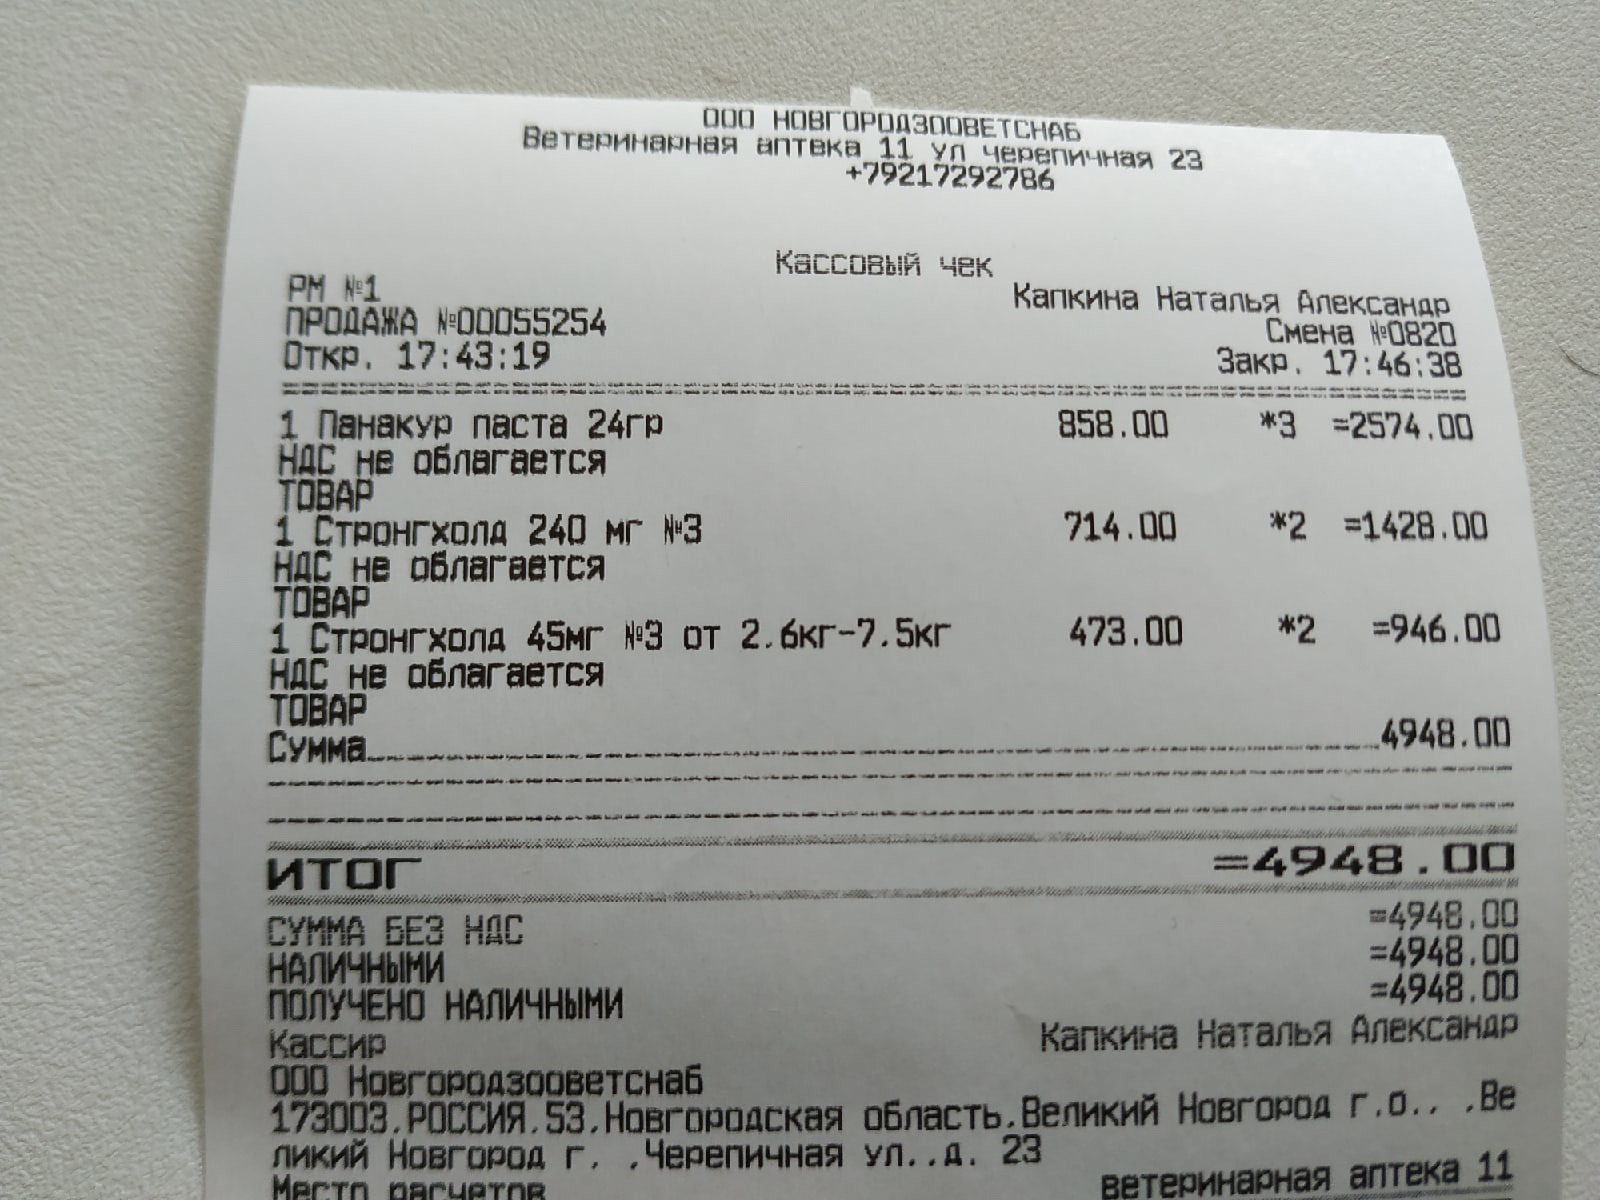 ООО НОВГОРОДЗООВЕТСНАБ
Ветеринарная аптека 11 ул черепичная 23
+79217292786
Кассовый чек
РМ №1
Капкина Наталья Александр
ПРОДАЖА №00055254
Смена №0820
Откр. 17:43:19
Закр. 17:46:38
1 Панакур паста 24гр 858.00 *3 =2574.00
НДС не облагается
ТОВАР
1 Стронгхолд 240 мг №3 714.00 *2 =1428.00
НДС не облагается
ТОВАР
1 Стронгхолд 45мг №3 от 2.6кг-7.5кг 473.00 *2 =946.00
НДС не облагается
ТОВАР
Сумма 4948.00
ИТОГ =4948.00
СУММА БЕЗ НДС =4948.00
НАЛИЧНЫМИ =4948.00
ПОЛУЧЕНО НАЛИЧНЫМИ =4948.00
Кассир Капкина Наталья Александр
ООО Новгородзооветснаб
173003,РОССИЯ,53,Новгородская область,Великий Новгород г.о., ,Ве
ликий Новгород г. ,Черепичная ул.,д. 23
Место расчетов ветеринарная аптека 11